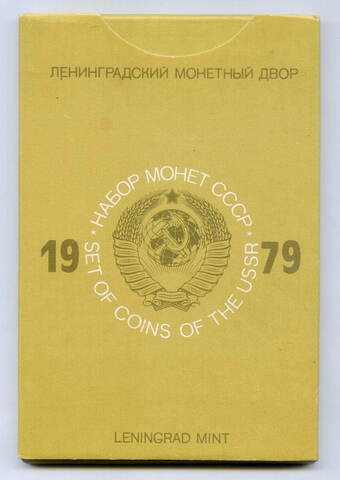 ЛЕНИНГРАДСКИЙ МОНЕТНЫЙ ДВОР
* НАБОР МОНЕТ СССР *
19 79
SET OF COINS OF THE USSR
LENINGRAD MINT